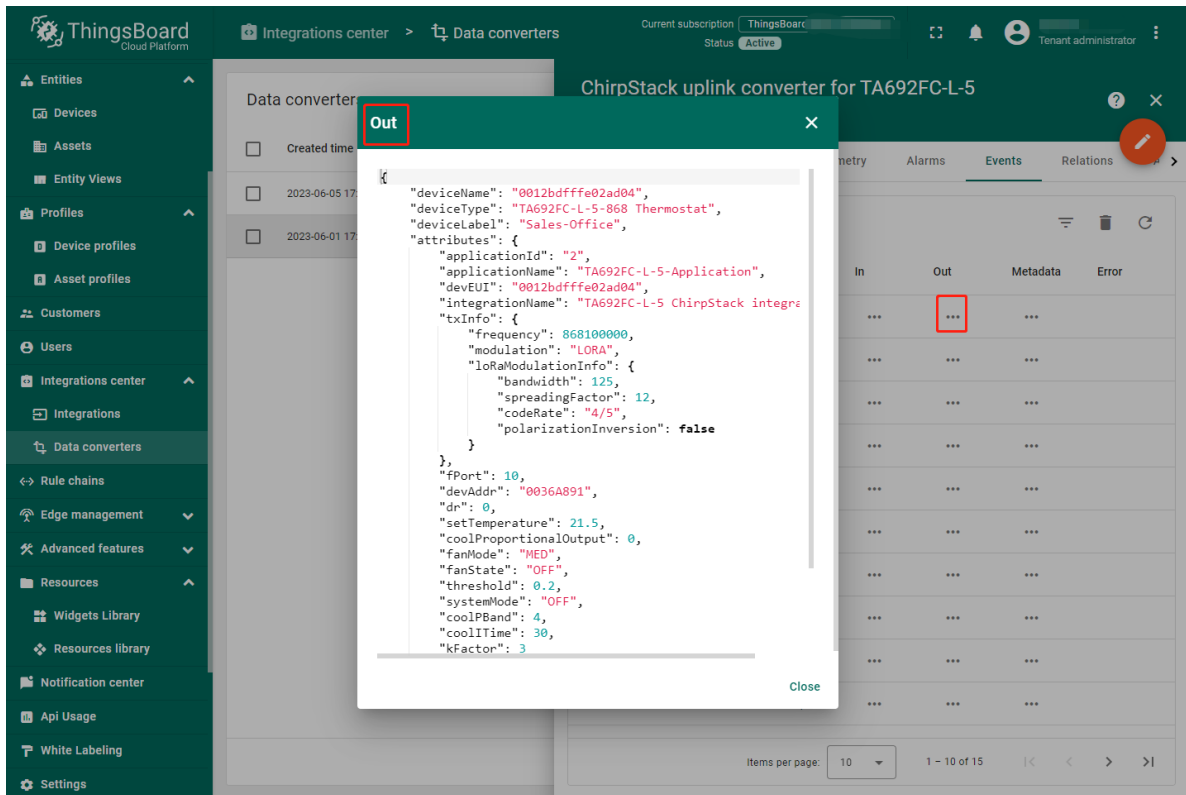 ThingsBoard
Cloud Platform
Integrations center > Data converters
Current subscription ThingsBoard
Status Active
Tenant administrator
Entities
Devices
Assets
Entity Views
Profiles
Device profiles
Asset profiles
Customers
Users
Integrations center
Integrations
Data converters
Rule chains
Edge management
Advanced features
Resources
Widgets Library
Resources library
Notification center
Api Usage
White Labeling
Settings
Data converter
Created time
2023-06-05 17:
2023-06-01 17:
ChirpStack uplink converter for TA692FC-L-5
metry Alarms Events Relations
In Out Metadata Error
Out
{
"deviceName": "0012bdfffe02ad04",
"deviceType": "TA692FC-L-5-868 Thermostat",
"deviceLabel": "Sales-Office",
"attributes": {
"applicationId": "2",
"applicationName": "TA692FC-L-5-Application",
"devEUI": "0012bdfffe02ad04",
"integrationName": "TA692FC-L-5 ChirpStack integra
"txInfo": {
"frequency": 868100000,
"modulation": "LORA",
"loRaModulationInfo": {
"bandwidth": 125,
"spreadingFactor": 12,
"codeRate": "4/5",
"polarizationInversion": false
}
},
"fPort": 10,
"devAddr": "0036A891",
"dr": 0,
"setTemperature": 21.5,
"coolProportionalOutput": 0,
"fanMode": "MED",
"fanState": "OFF",
"threshold": 0.2,
"systemMode": "OFF",
"coolPBand": 4,
"coolITime": 30,
"kFactor": 3
Close
Items per page: 10 1 – 10 of 15